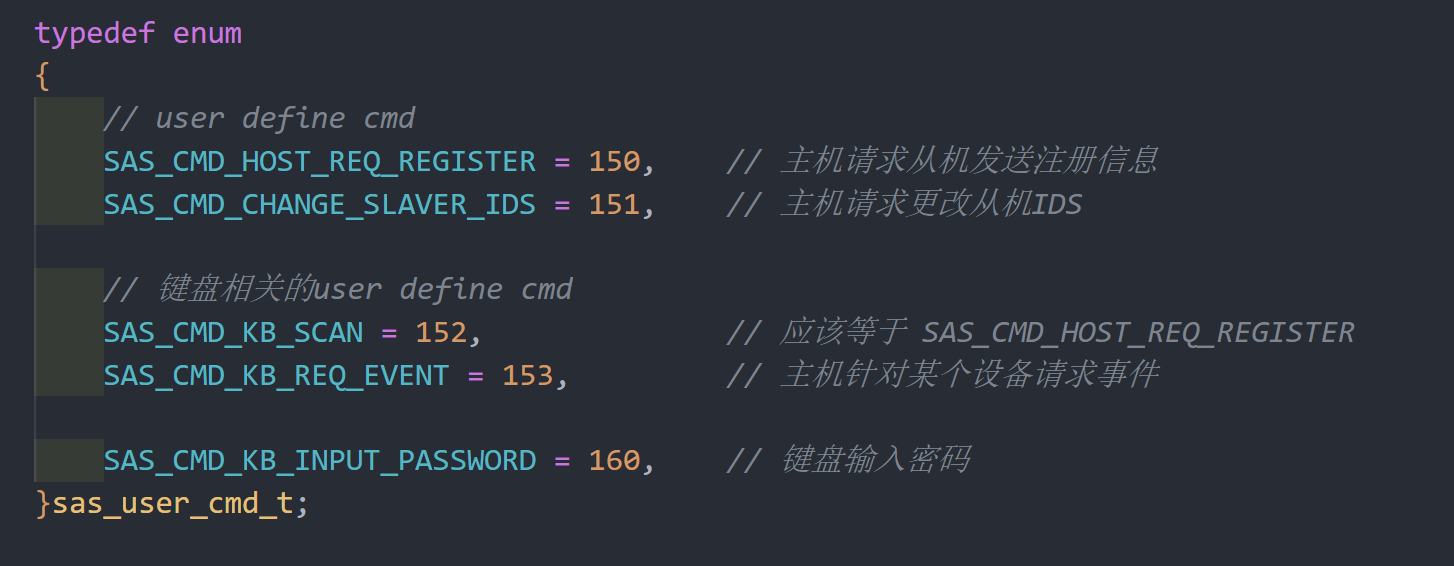 typedef enum
{
// user define cmd
SAS_CMD_HOST_REQ_REGISTER = 150, // 主机请求从机发送注册信息
SAS_CMD_CHANGE_SLAVER_IDS = 151, // 主机请求更改从机IDS
// 键盘相关的user define cmd
SAS_CMD_KB_SCAN = 152, // 应该等于 SAS_CMD_HOST_REQ_REGISTER
SAS_CMD_KB_REQ_EVENT = 153, // 主机针对某个设备请求事件
SAS_CMD_KB_INPUT_PASSWORD = 160, // 键盘输入密码
}sas_user_cmd_t;